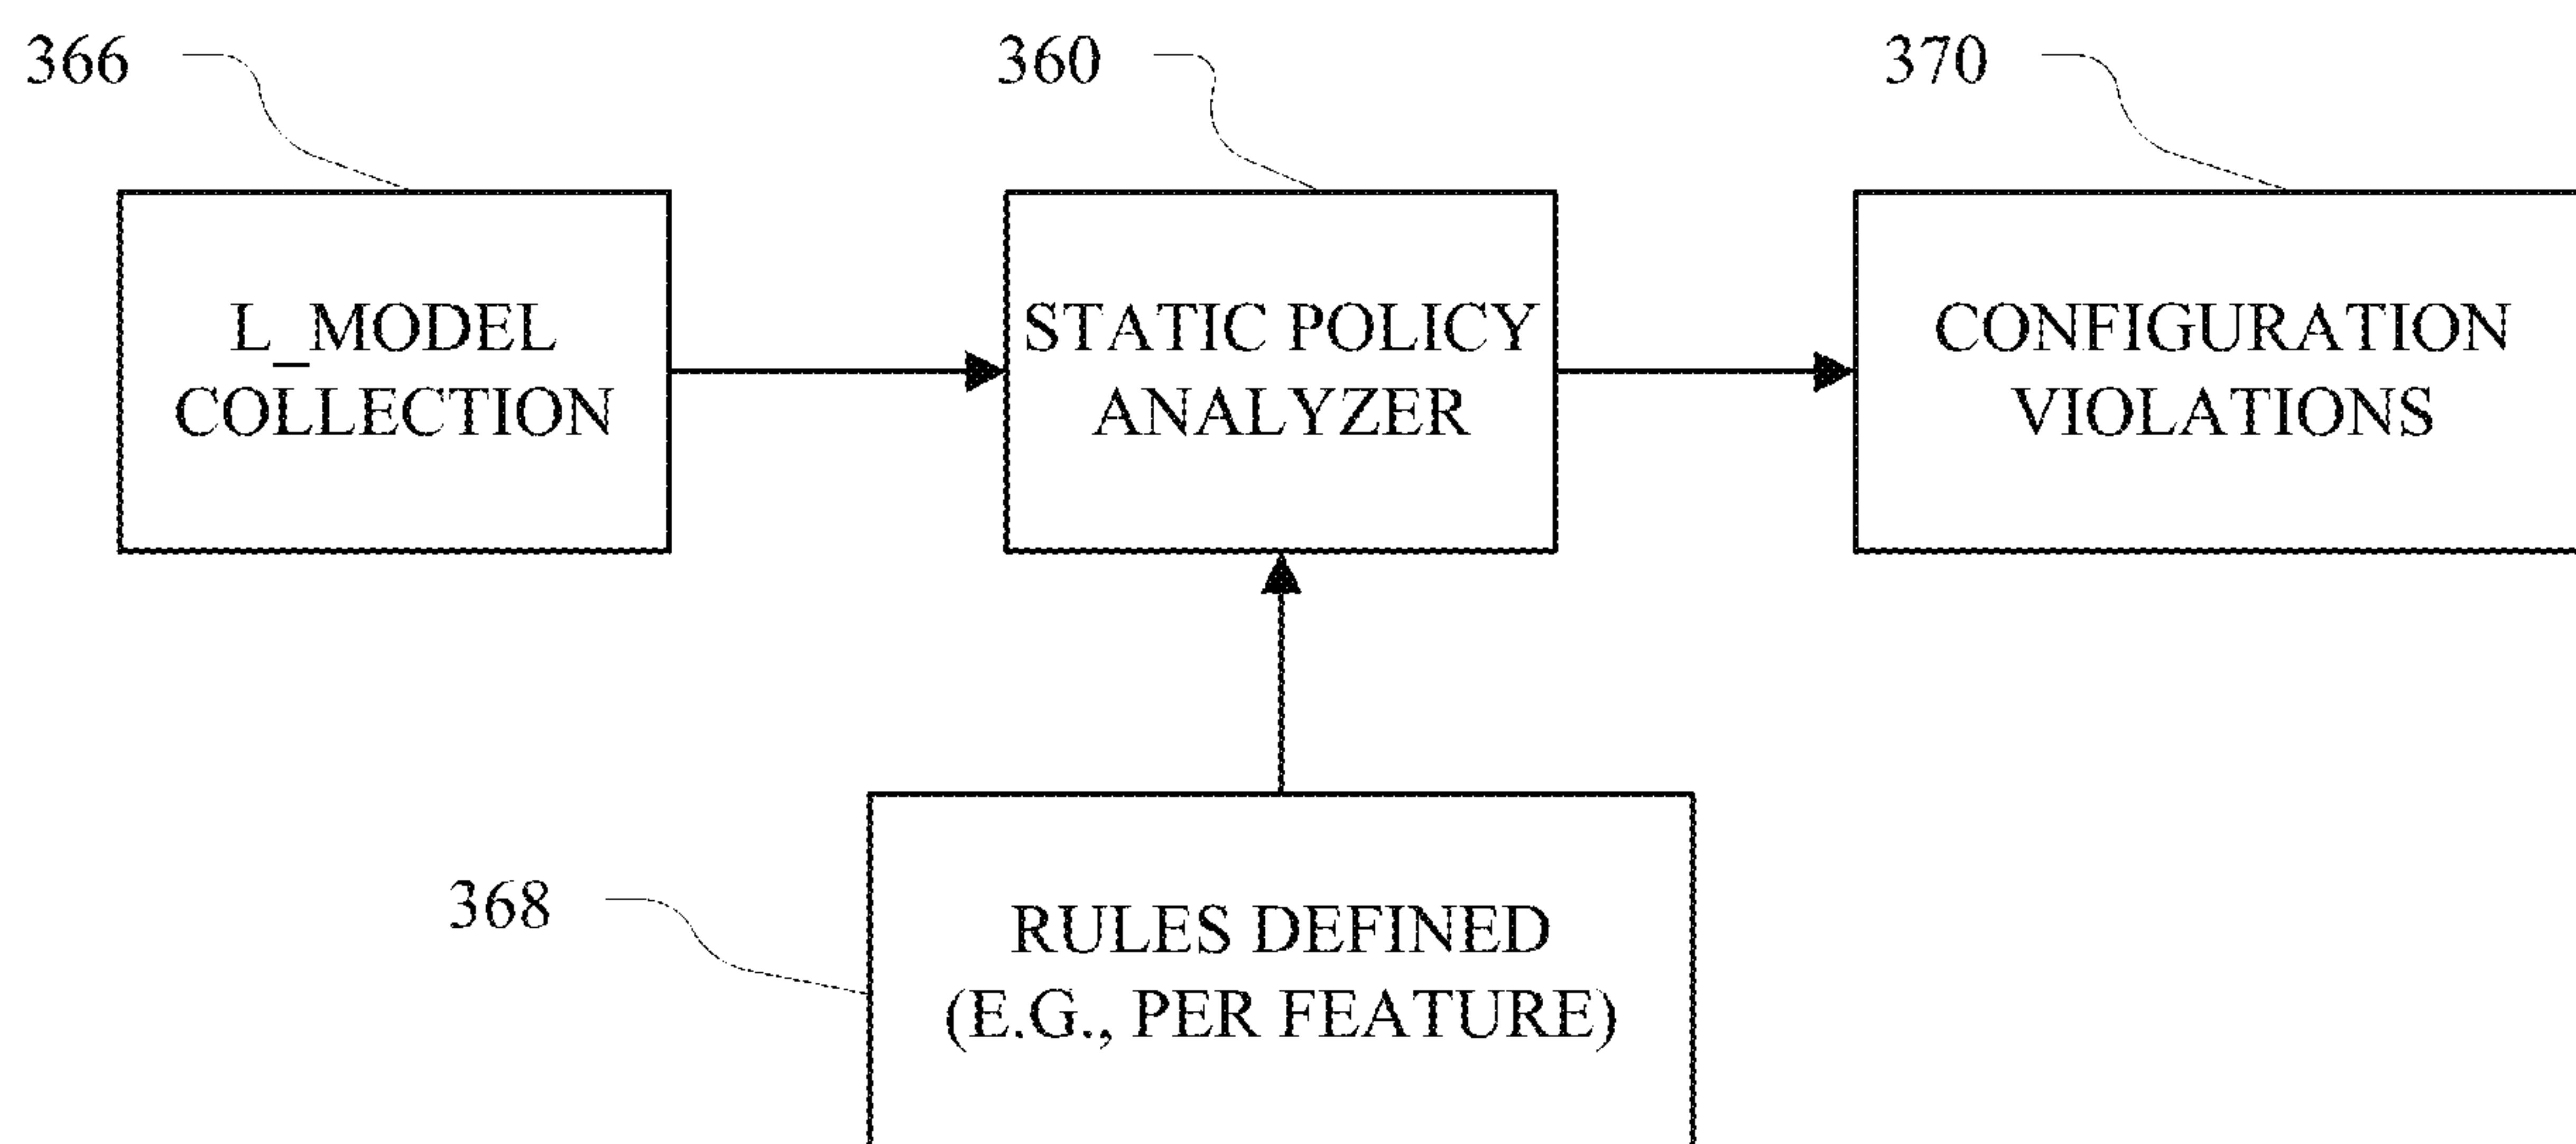 366
360
370
L_MODEL
COLLECTION
STATIC POLICY
ANALYZER
CONFIGURATION
VIOLATIONS
368
RULES DEFINED
(E.G., PER FEATURE)